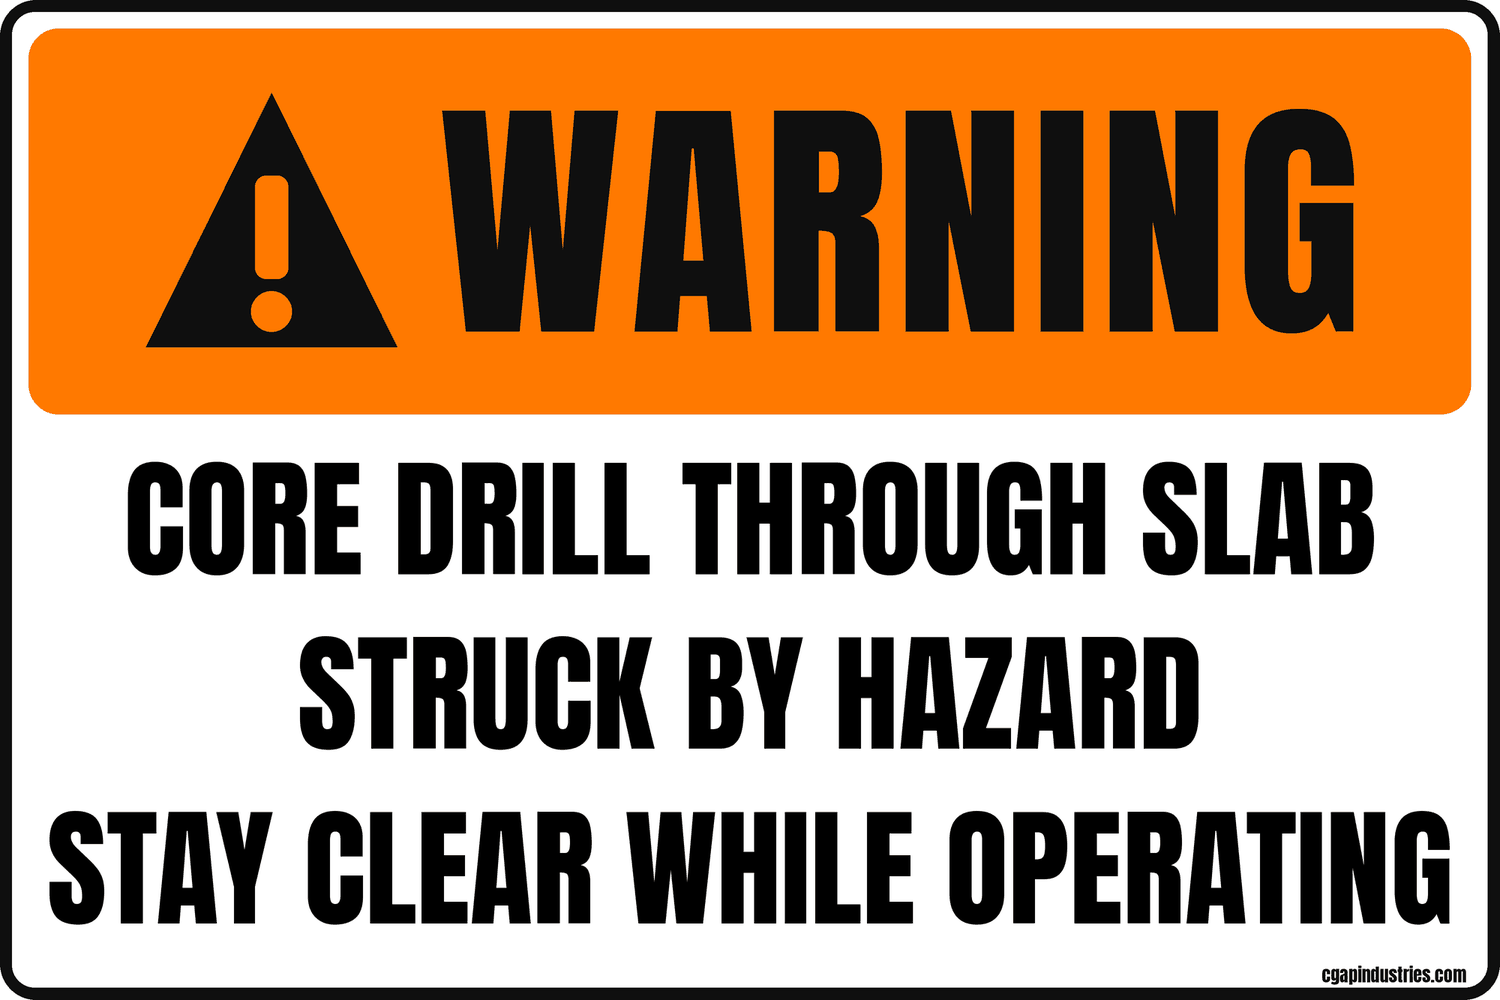 WARNING
CORE DRILL THROUGH SLAB
STRUCK BY HAZARD
STAY CLEAR WHILE OPERATING
cgapindustries.com